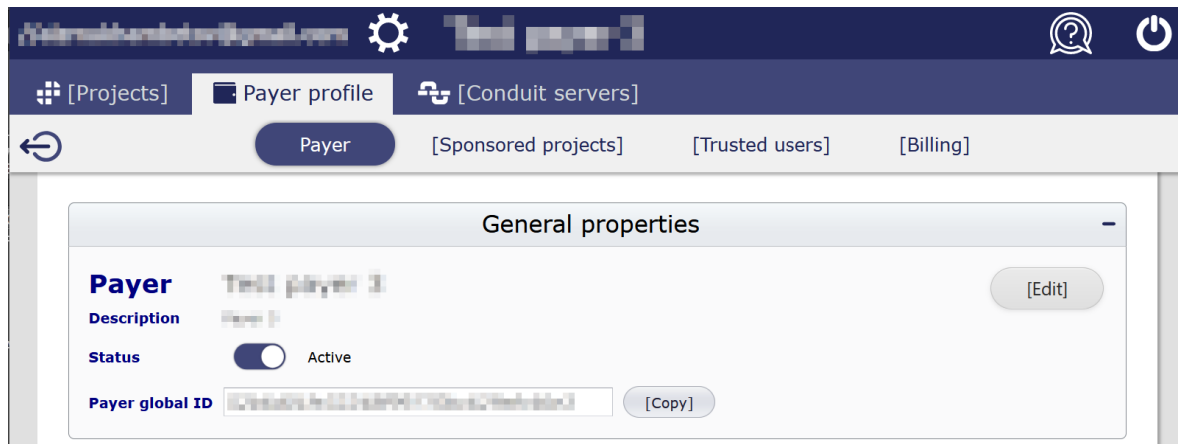 [Projects] Payer profile [Conduit servers]
Payer [Sponsored projects] [Trusted users] [Billing]
General properties
Payer
[Edit]
Description
Status Active
Payer global ID [Copy]